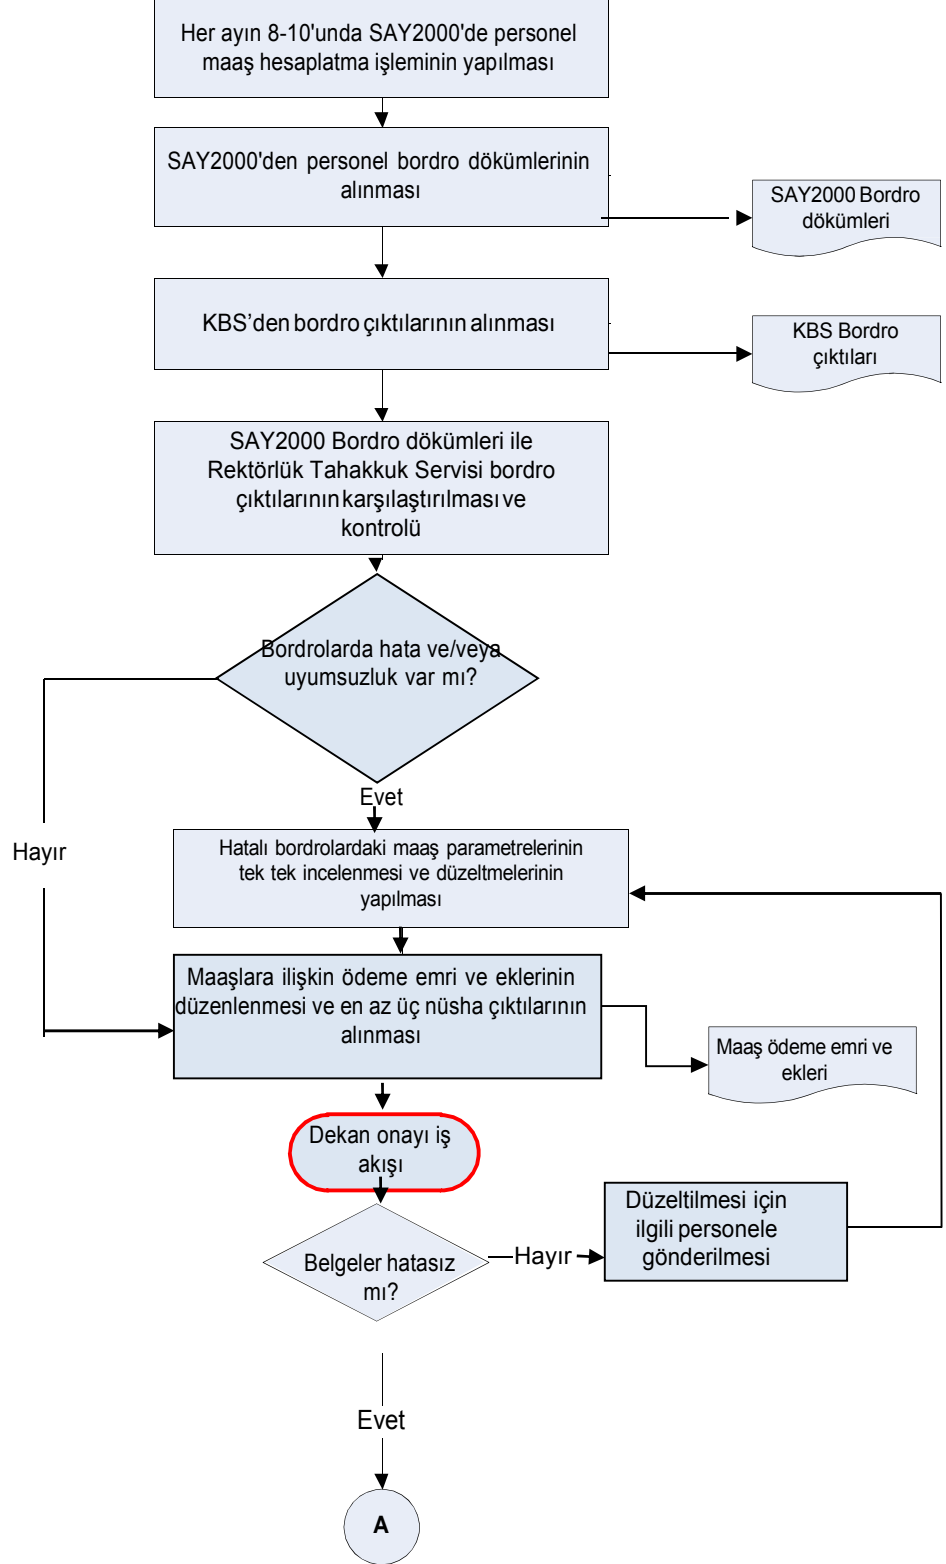 Her ayın 8-10'unda SAY2000'de personel
maaş hesaplatma işleminin yapılması
SAY2000'den personel bordro dökümlerinin
alınması
SAY2000 Bordro
dökümleri
KBS’den bordro çıktılarının alınması
KBS Bordro
çıktıları
SAY2000 Bordro dökümleri ile
Rektörlük Tahakkuk Servisi bordro
çıktılarının karşılaştırılması ve
kontrolü
Bordrolarda hata ve/veya
uyumsuzluk var mı?
Evet
Hayır
Hatalı bordrolardaki maaş parametrelerinin
tek tek incelenmesi ve düzeltmelerinin
yapılması
Maaşlara ilişkin ödeme emri ve eklerinin
düzenlenmesi ve en az üç nüsha çıktılarının
alınması
Maaş ödeme emri ve
ekleri
Dekan onayı iş
akışı
Belgeler hatasız
mı?
Hayır
Düzeltilmesi için
ilgili personele
gönderilmesi
Evet
A